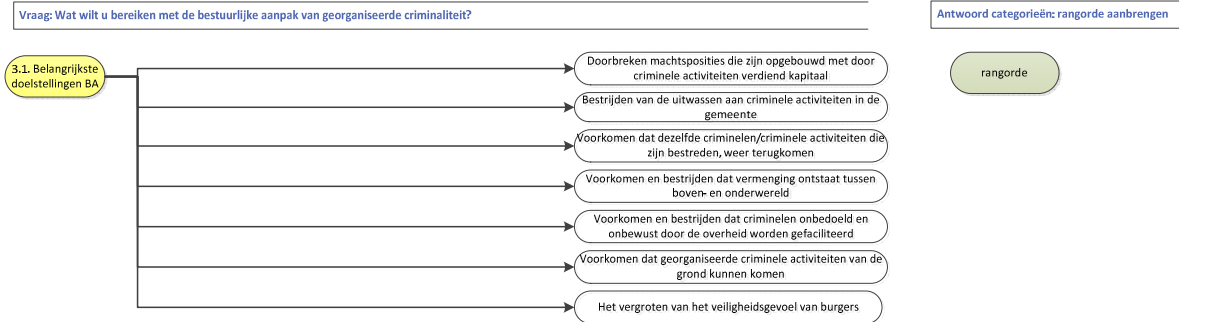 Vraag: Wat wilt u bereiken met de bestuurlijke aanpak van georganiseerde criminaliteit?
Antwoord categorieën: rangorde aanbrengen
3.1. Belangrijkste
doelstellingen BA
Doorbreken machtsposities die zijn opgebouwd met door
criminele activiteiten verdiend kapitaal
rangorde
Bestrijden van de uitwassen aan criminele activiteiten in de
gemeente
Voorkomen dat dezelfde criminelen/criminele activiteiten die
zijn bestreden, weer terugkomen
Voorkomen en bestrijden dat vermenging ontstaat tussen
boven- en onderwereld
Voorkomen en bestrijden dat criminelen onbedoeld en
onbewust door de overheid worden gefaciliteerd
Voorkomen dat georganiseerde criminele activiteiten van de
grond kunnen komen
Het vergroten van het veiligheidsgevoel van burgers